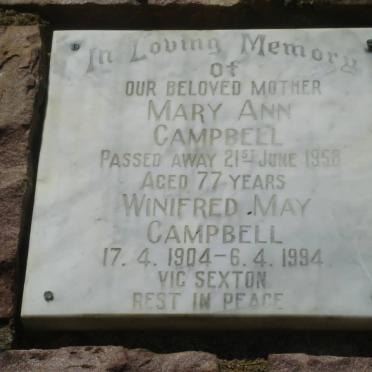 In Loving Memory
of
OUR BELOVED MOTHER
MARY ANN
CAMPBELL
PASSED AWAY 21ST JUNE 1958
AGED 77 YEARS
WINIFRED MAY
CAMPBELL
17. 4. 1904 – 6. 4. 1994
VIC SEXTON
REST IN PEACE